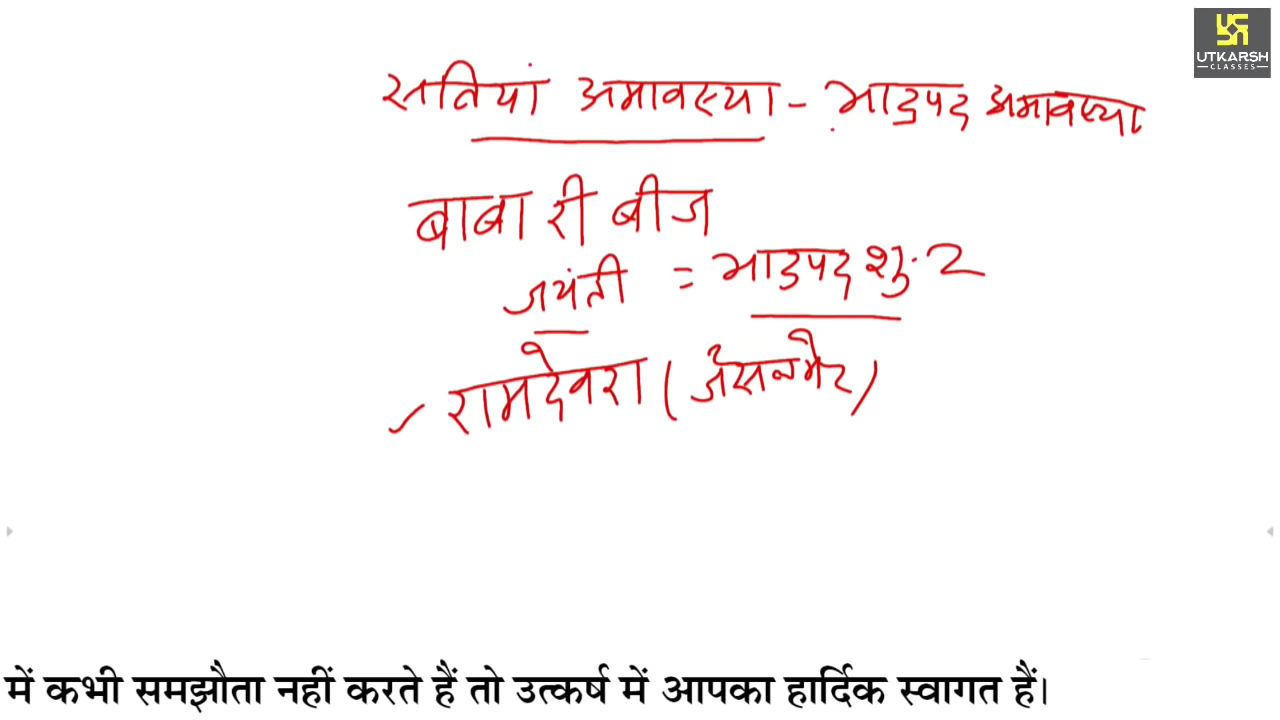 UTKARSH
CLASSES
सतियां अमावस्या - भाद्रपद अमावस्या
बाबा री बीज
जयंती = भाद्रपद शु. 2
रामदेवरा (जैसलमेर)
में कभी समझौता नहीं करते हैं तो उत्कर्ष में आपका हार्दिक स्वागत हैं।